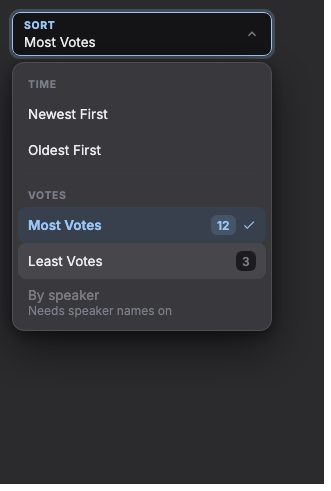 SORT
Most Votes
TIME
Newest First
Oldest First
VOTES
Most Votes 12
Least Votes 3
By speaker
Needs speaker names on